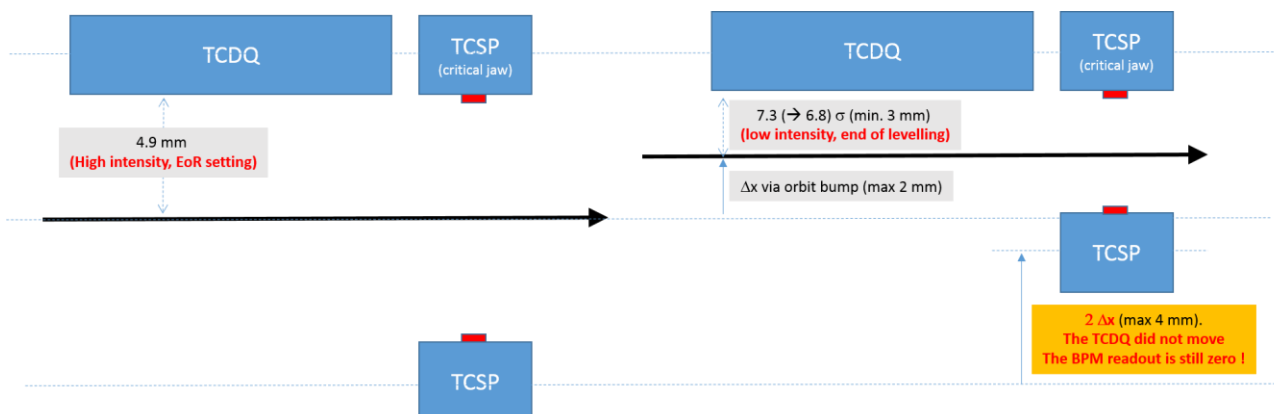 TCDQ
TCSP
(critical jaw)
4.9 mm
(High intensity, EoR setting)
TCSP
TCDQ
TCSP
(critical jaw)
7.3 (→ 6.8) σ (min. 3 mm)
(low intensity, end of levelling)
Δx via orbit bump (max 2 mm)
TCSP
2 Δx (max 4 mm).
The TCDQ did not move
The BPM readout is still zero !